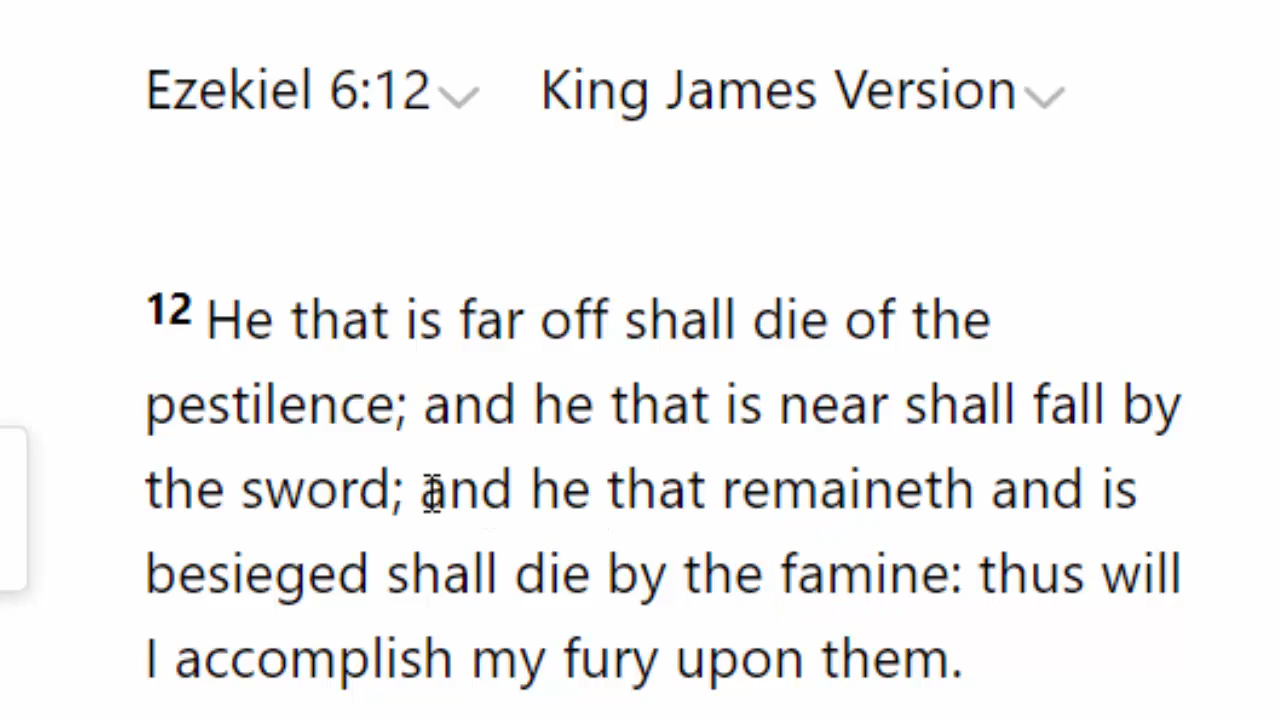 Ezekiel 6:12 King James Version
12 He that is far off shall die of the
pestilence; and he that is near shall fall by
the sword; and he that remaineth and is
besieged shall die by the famine: thus will
I accomplish my fury upon them.